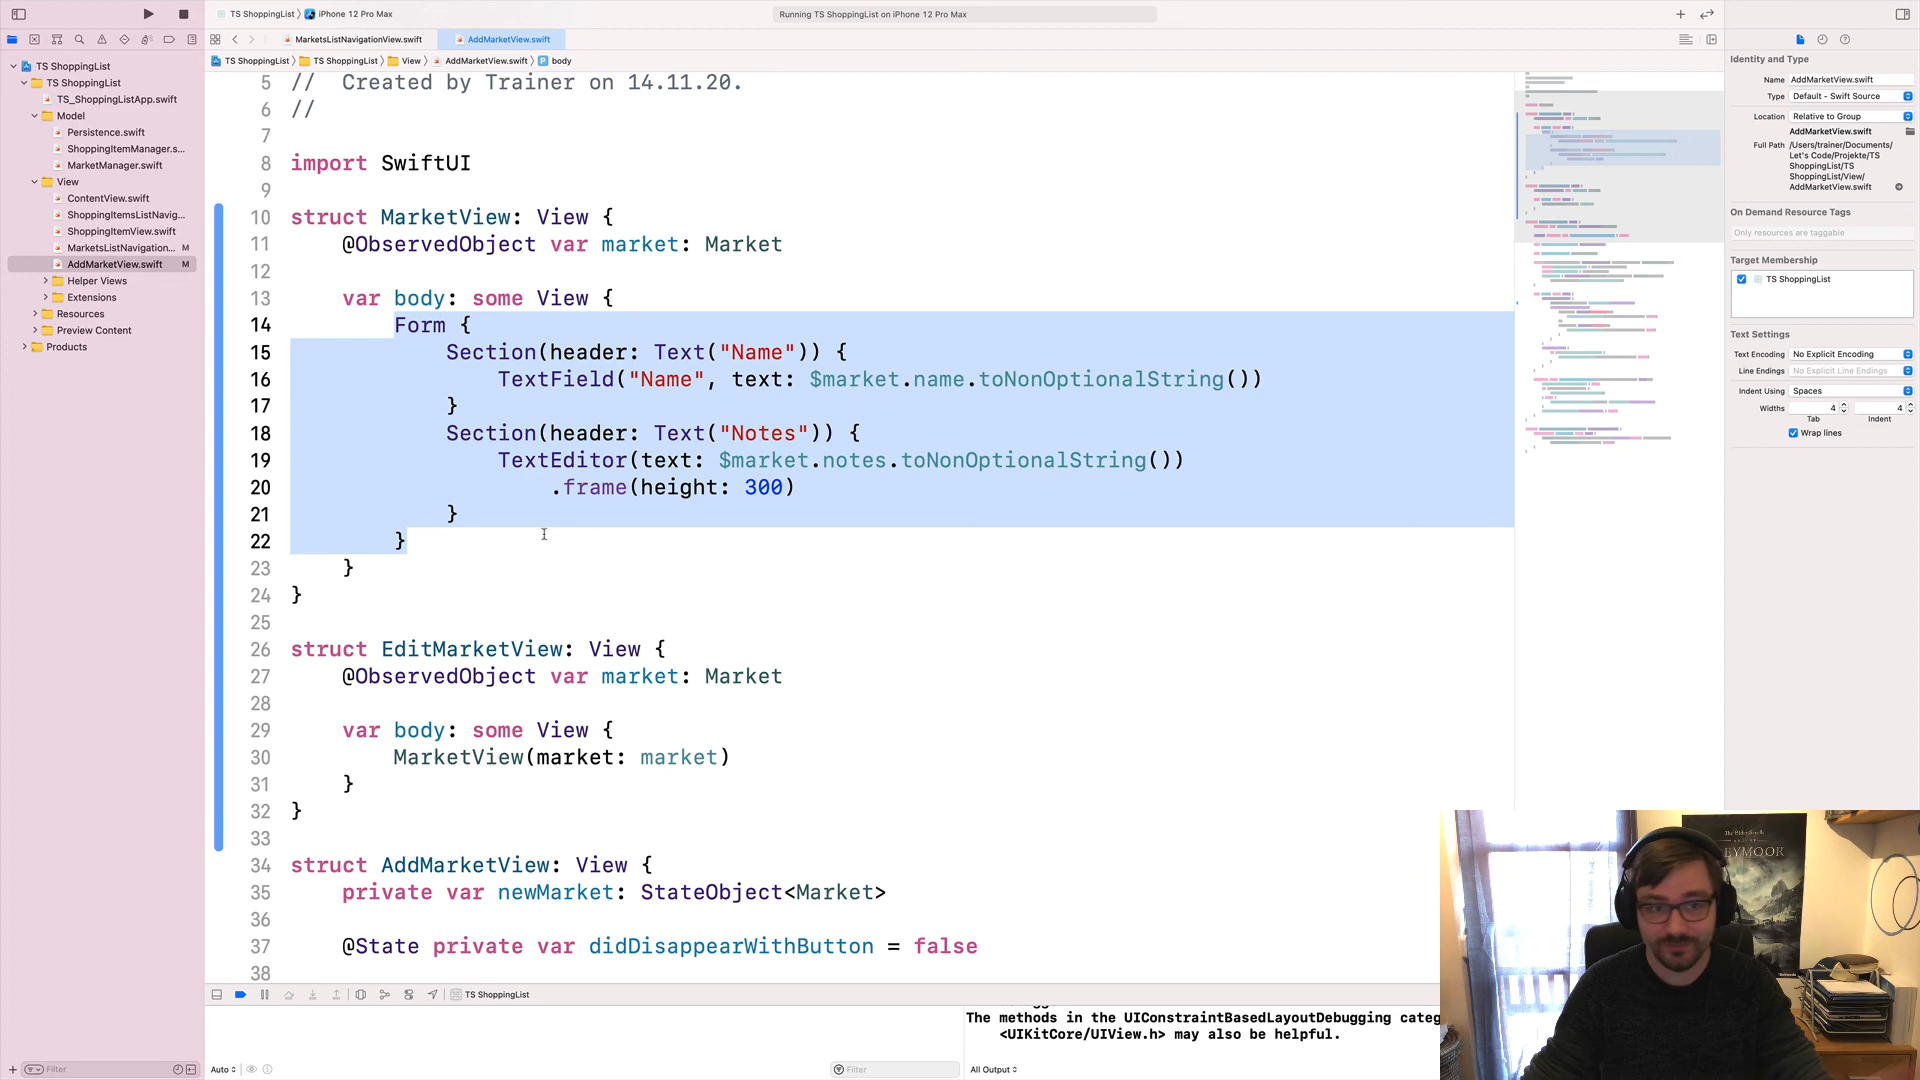 TS ShoppingList
iPhone 12 Pro Max
Running TS ShoppingList on iPhone 12 Pro Max
MarketsListNavigationView.swift
AddMarketView.swift
TS ShoppingList
TS ShoppingList
View
AddMarketView.swift
body
TS ShoppingList
TS ShoppingList
TS_ShoppingListApp.swift
Model
Persistence.swift
ShoppingItemManager.s...
MarketManager.swift
View
ContentView.swift
ShoppingItemsListNavig...
ShoppingItemView.swift
MarketsListNavigation... M
AddMarketView.swift M
Helper Views
Extensions
Resources
Preview Content
Products
Filter
5 //  Created by Trainer on 14.11.20.
6 //
7
8 import SwiftUI
9
10 struct MarketView: View {
11     @ObservedObject var market: Market
12
13     var body: some View {
14         Form {
15             Section(header: Text("Name")) {
16                 TextField("Name", text: $market.name.toNonOptionalString())
17             }
18             Section(header: Text("Notes")) {
19                 TextEditor(text: $market.notes.toNonOptionalString())
20                     .frame(height: 300)
21             }
22         }
23     }
24 }
25
26 struct EditMarketView: View {
27     @ObservedObject var market: Market
28
29     var body: some View {
30         MarketView(market: market)
31     }
32 }
33
34 struct AddMarketView: View {
35     private var newMarket: StateObject<Market>
36
37     @State private var didDisappearWithButton = false
38
TS ShoppingList
The methods in the UIConstraintBasedLayoutDebugging categ
<UIKitCore/UIView.h> may also be helpful.
Auto
Filter
All Output
Identity and Type
Name AddMarketView.swift
Type Default - Swift Source
Location Relative to Group
AddMarketView.swift
Full Path /Users/trainer/Documents/
Let's Code/Projekte/TS
ShoppingList/TS
ShoppingList/View/
AddMarketView.swift
On Demand Resource Tags
Only resources are taggable
Target Membership
TS ShoppingList
Text Settings
Text Encoding No Explicit Encoding
Line Endings No Explicit Line Endings
Indent Using Spaces
Widths 4 4
Tab Indent
Wrap lines
The Elder Scrolls